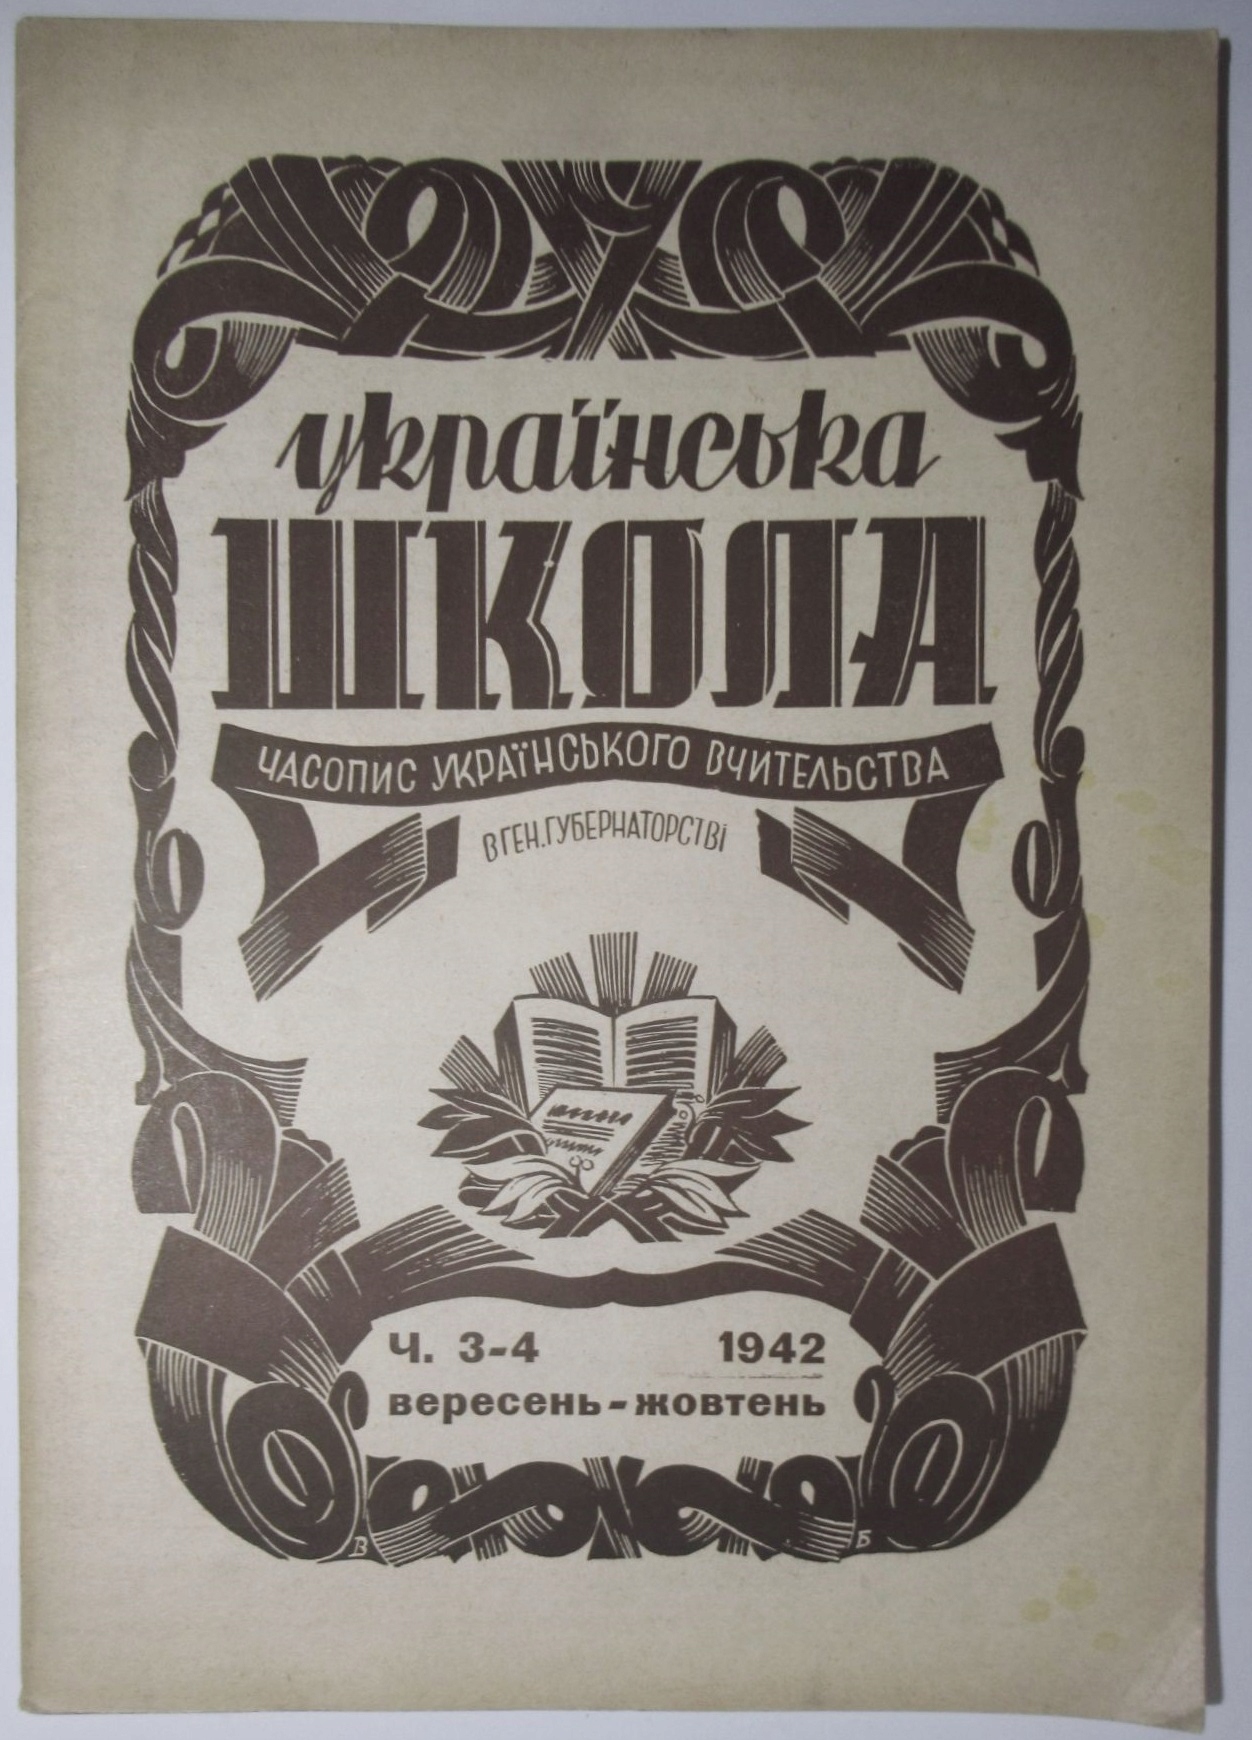 українська
ШКОЛА
ЧАСОПИС УКРАЇНСЬКОГО ВЧИТЕЛЬСТВА
В ГЕН. ГУБЕРНАТОРСТВІ
Ч. 3-4 1942
вересень-жовтень
В Б